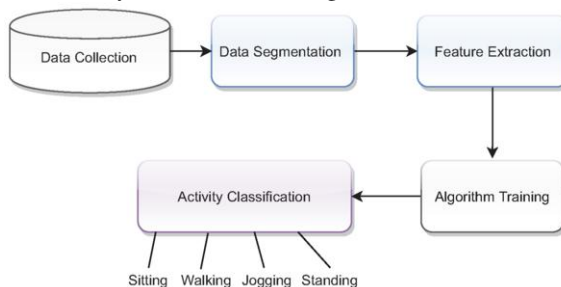 Data Collection
Data Segmentation
Feature Extraction
Activity Classification
Algorithm Training
Sitting
Walking
Jogging
Standing